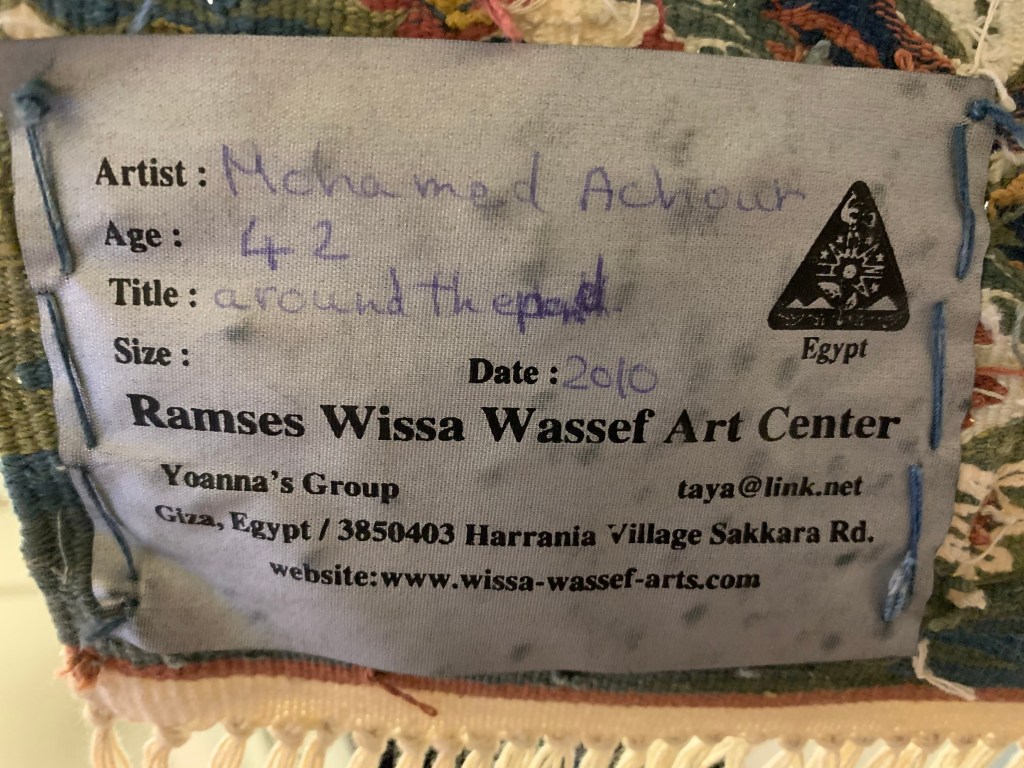 Artist : Mohamed Achour
Age : 42
Title : around the pond
Size :
Date : 2010
Egypt
Ramses Wissa Wassef Art Center
Yoanna's Group taya@link.net
Giza, Egypt / 3850403 Harrania Village Sakkara Rd.
website:www.wissa-wassef-arts.com